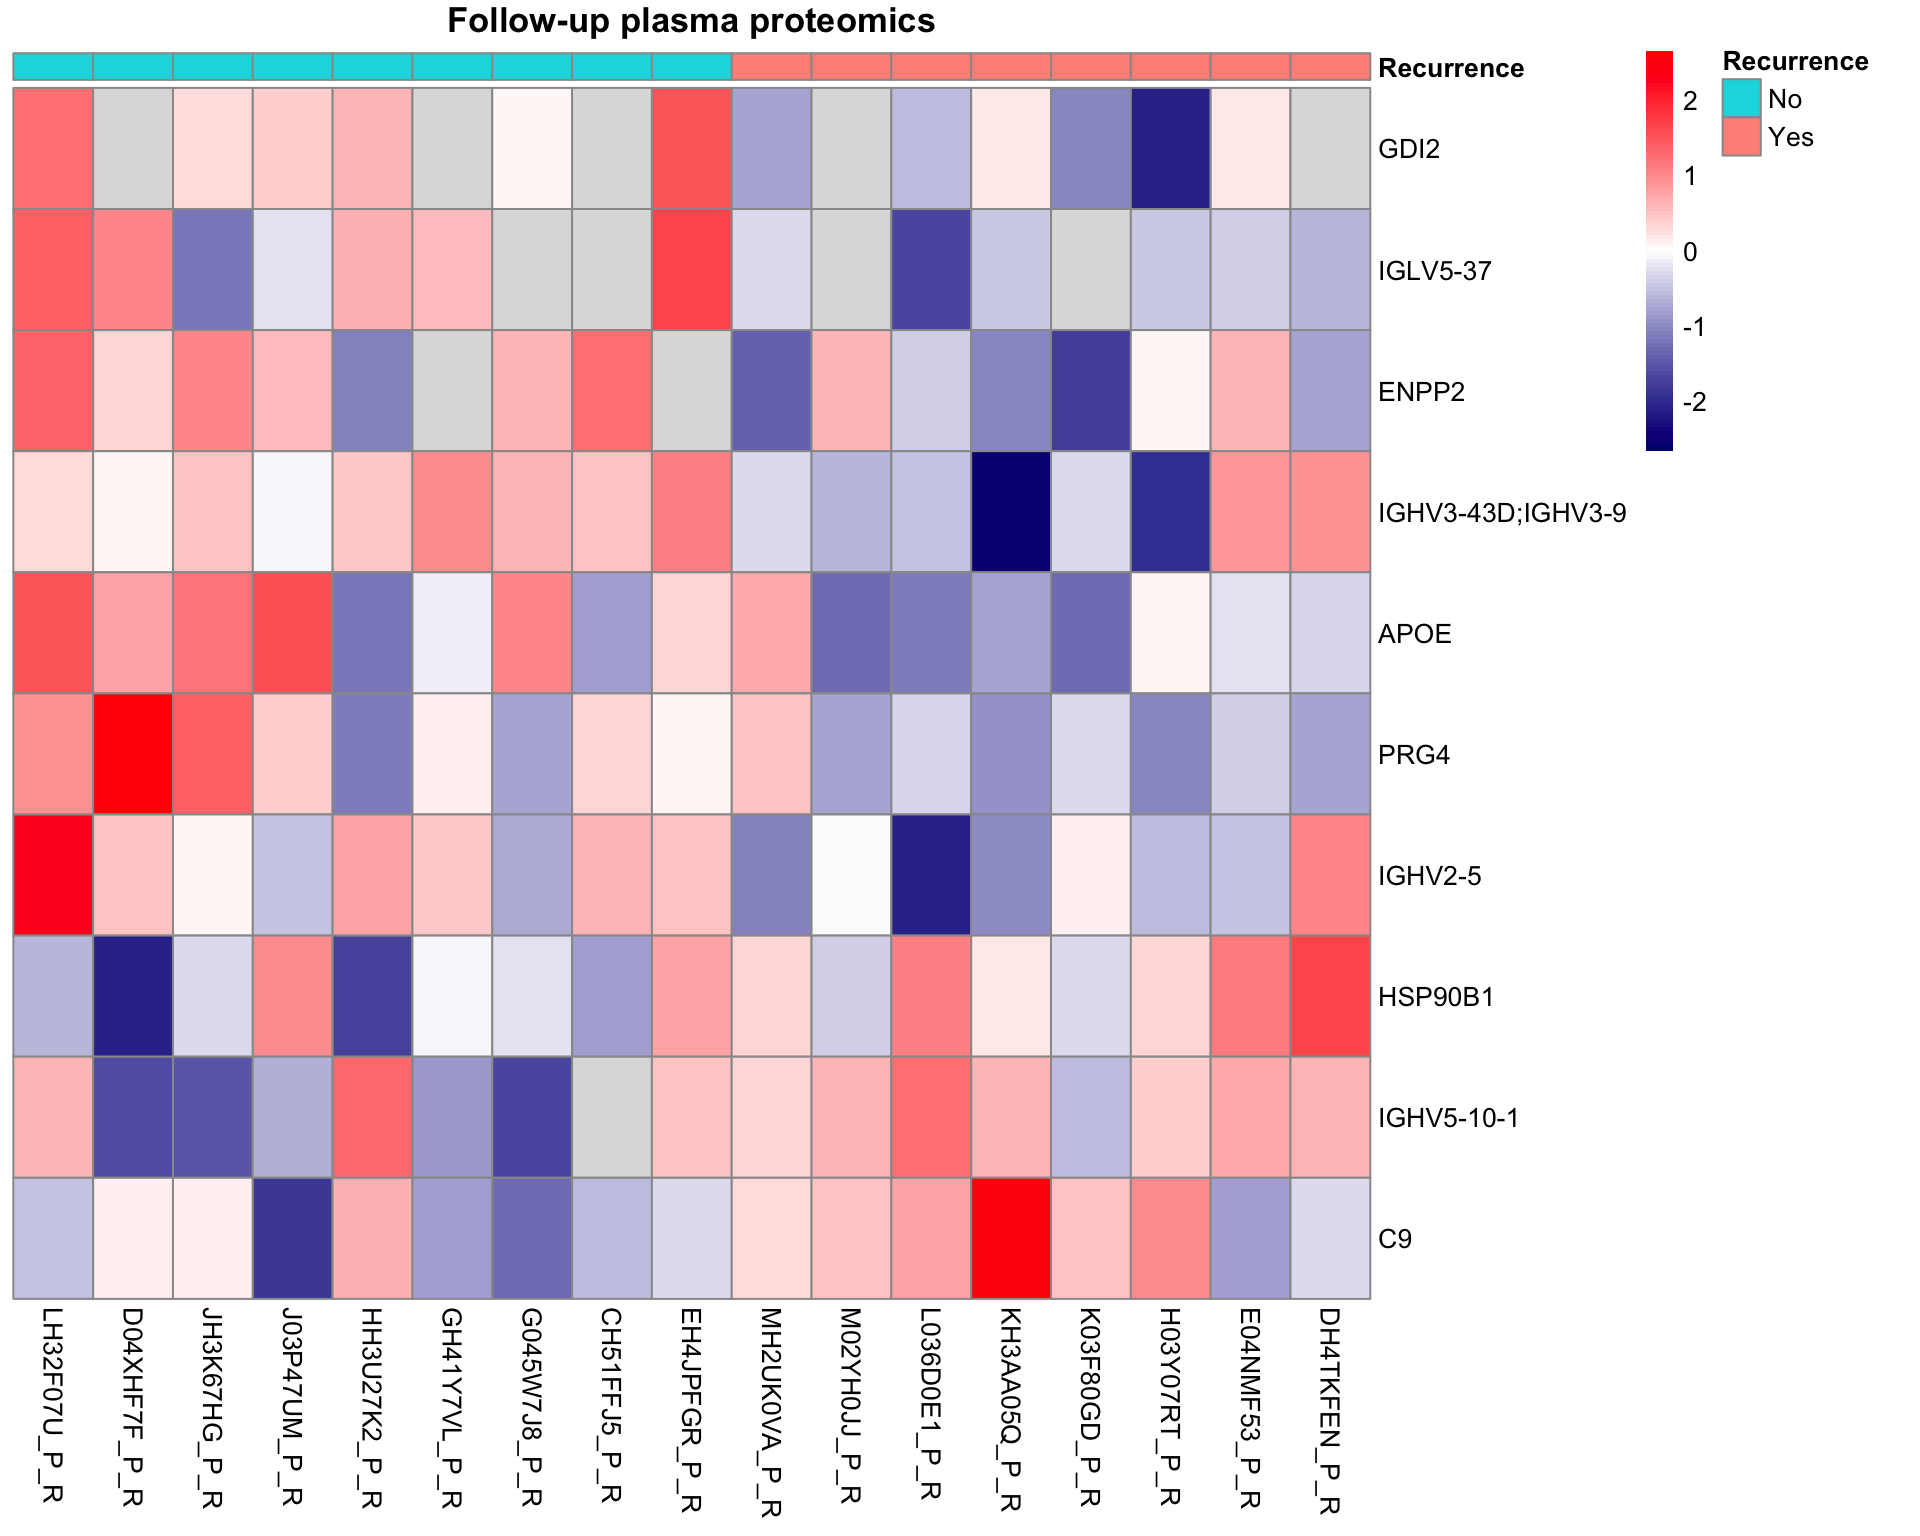 Follow-up plasma proteomics
Recurrence
Recurrence
No
Yes
2
1
0
-1
-2
GDI2
IGLV5-37
ENPP2
IGHV3-43D;IGHV3-9
APOE
PRG4
IGHV2-5
HSP90B1
IGHV5-10-1
C9
LH32F07U_P_R
D04XHF7F_P_R
JH3K67HG_P_R
J03P47UM_P_R
HH3U27K2_P_R
GH41Y7VL_P_R
G045W7J8_P_R
CH51FFJ5_P_R
EH4JPFGR_P_R
MH2UK0VA_P_R
M02YH0JJ_P_R
L036D0E1_P_R
KH3AA05Q_P_R
K03F80GD_P_R
H03Y07RT_P_R
E04NMF53_P_R
DH4TKFEN_P_R